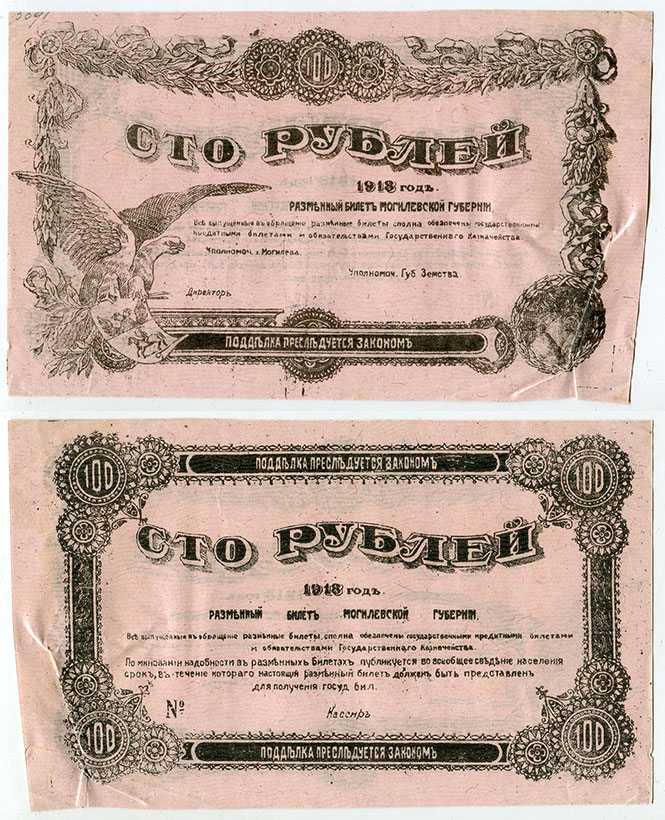 5091
100
СТО РУБЛЕЙ
1918 годъ.
РАЗМѢННЫЙ БИЛЕТЪ МОГИЛЕВСКОЙ ГУБЕРНІИ.
Всѣ выпущенные въ обращеніе размѣнные билеты сполна обезпечены государственными
кредитными билетами и обязательствами Государственнаго Казначейства.
Уполномоч. г. Могилева.
Уполномоч. Губ. Земства.
Директоръ
ПОДДѢЛКА ПРЕСЛѢДУЕТСЯ ЗАКОНОМЪ
100 ПОДДѢЛКА ПРЕСЛѢДУЕТСЯ ЗАКОНОМЪ 100
СТО РУБЛЕЙ
1918 годъ.
РАЗМѢННЫЙ БИЛЕТЪ МОГИЛЕВСКОЙ ГУБЕРНІИ.
Всѣ выпущенные въ обращеніе размѣнные билеты, сполна обезпечены государственными кредитными билетами
и обязательствами Государственнаго Казначейства.
По миновании надобности въ размѣнныхъ билетахъ публикуется во всеобщее свѣдѣніе населения
срокъ, въ течение котораго настоящій размѣнный билетъ долженъ быть представленъ
для получения госуд бил.
№ Кассиръ
100 ПОДДѢЛКА ПРЕСЛѢДУЕТСЯ ЗАКОНОМЪ 100